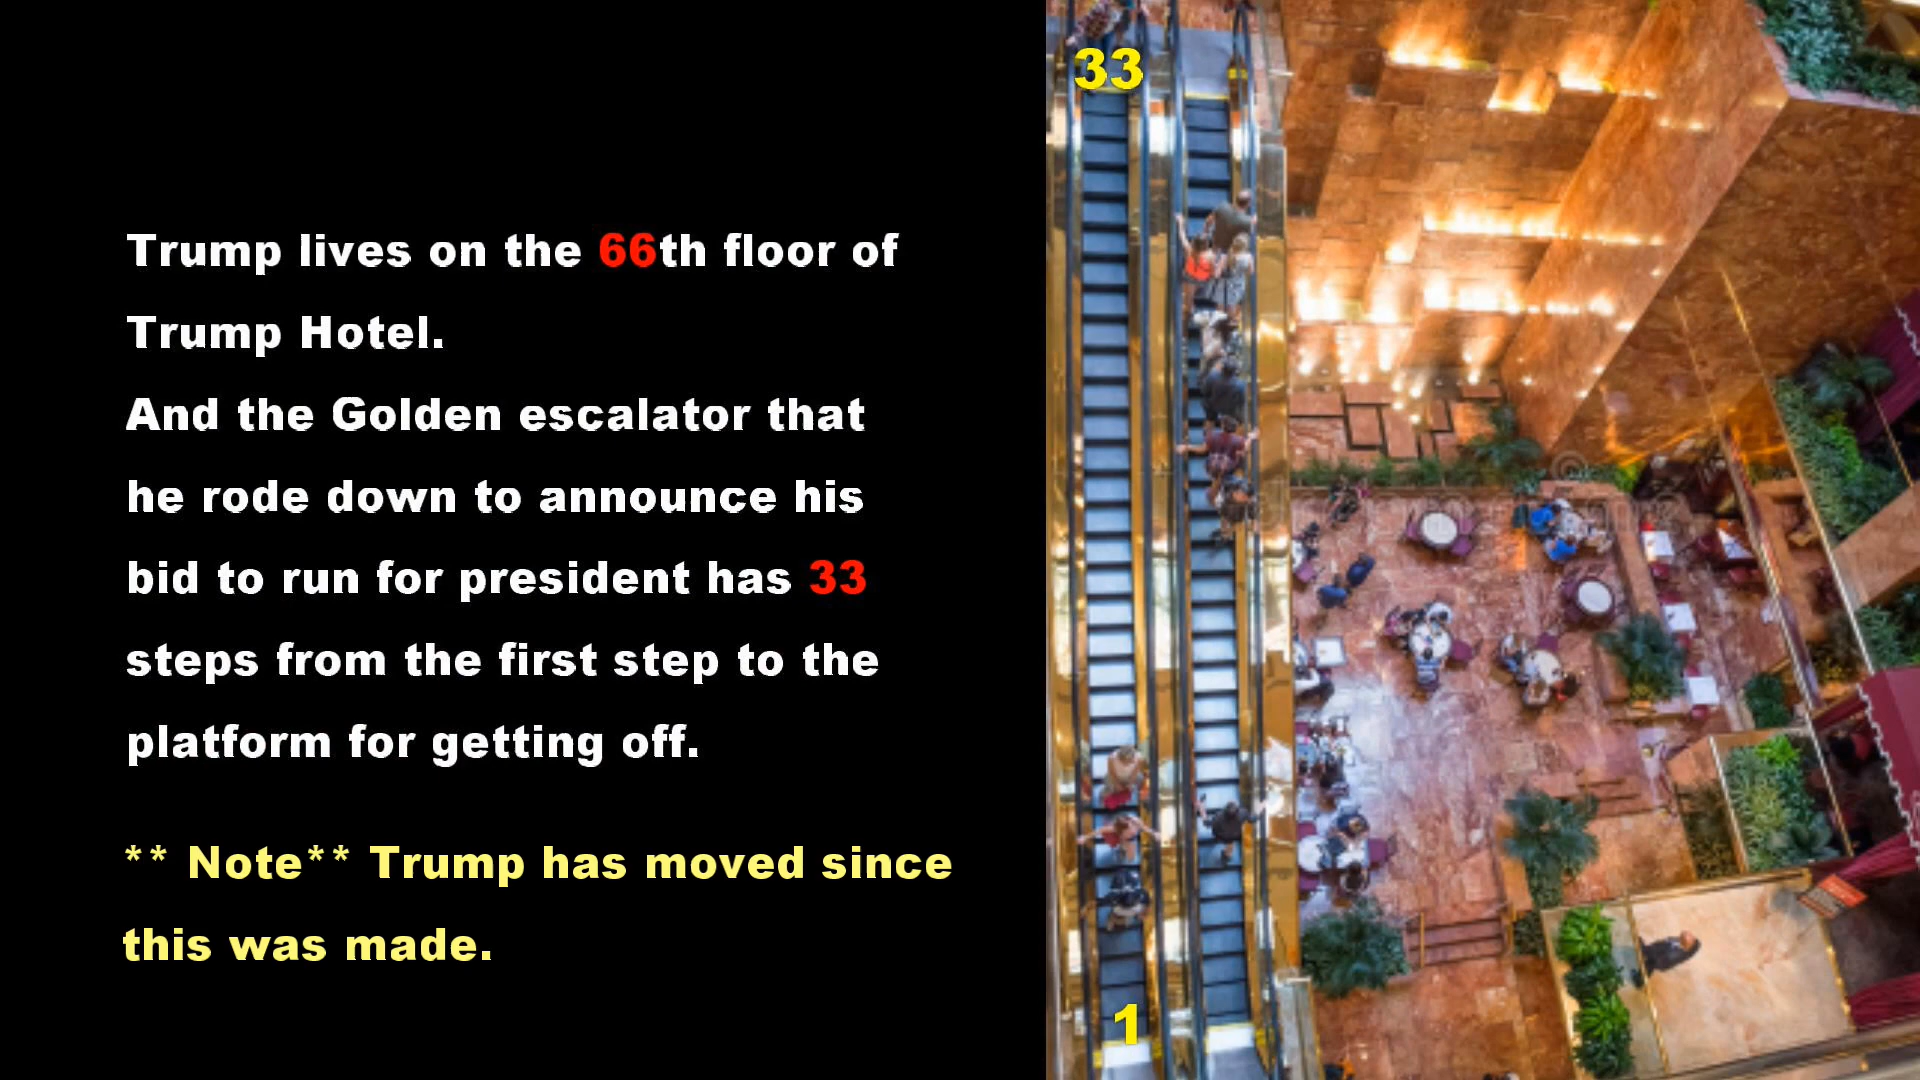 Trump lives on the 66th floor of
Trump Hotel.
And the Golden escalator that
he rode down to announce his
bid to run for president has 33
steps from the first step to the
platform for getting off.
** Note** Trump has moved since
this was made.
33
1